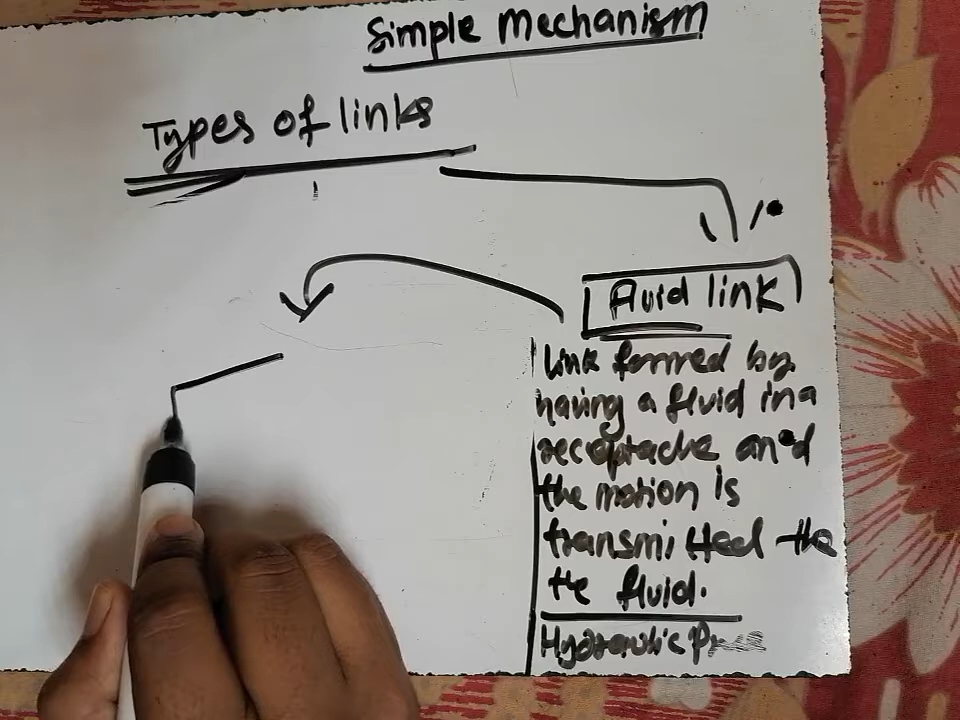 Simple Mechanism
Types of links
Fluid link
Link formed by
having a fluid in a
receptache and
the motion is
transmitted the
the fluid.
Hydraulic